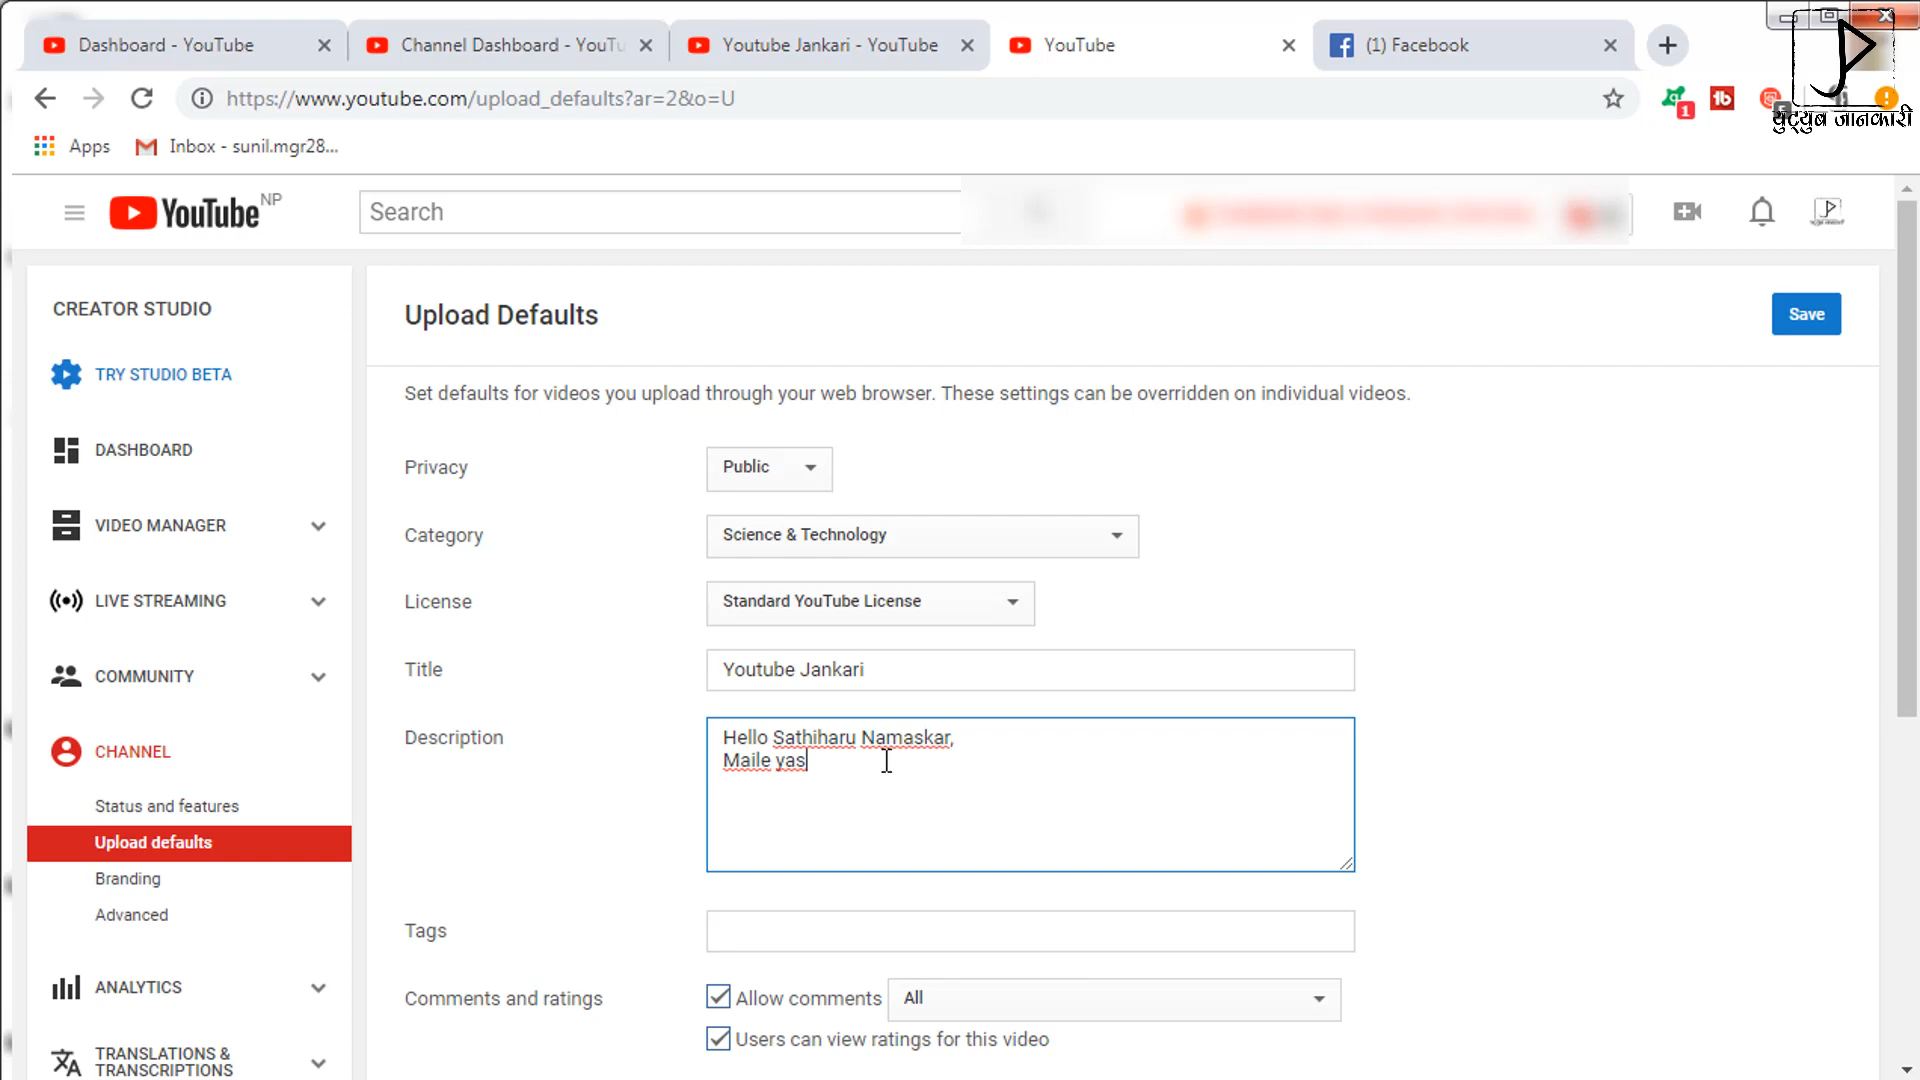 Dashboard - YouTube
Channel Dashboard - YouTu
Youtube Jankari - YouTube
YouTube
(1) Facebook
https://www.youtube.com/upload_defaults?ar=2&o=U
1
युट्युब जानकारी
Apps
Inbox - sunil.mgr28...
YouTube NP
Search
CREATOR STUDIO
TRY STUDIO BETA
DASHBOARD
VIDEO MANAGER
LIVE STREAMING
COMMUNITY
CHANNEL
Status and features
Upload defaults
Branding
Advanced
ANALYTICS
TRANSLATIONS &
TRANSCRIPTIONS
Upload Defaults
Save
Set defaults for videos you upload through your web browser. These settings can be overridden on individual videos.
Privacy
Public
Category
Science & Technology
License
Standard YouTube License
Title
Youtube Jankari
Description
Hello Sathiharu Namaskar,
Maile yas
Tags
Comments and ratings
Allow comments
All
Users can view ratings for this video